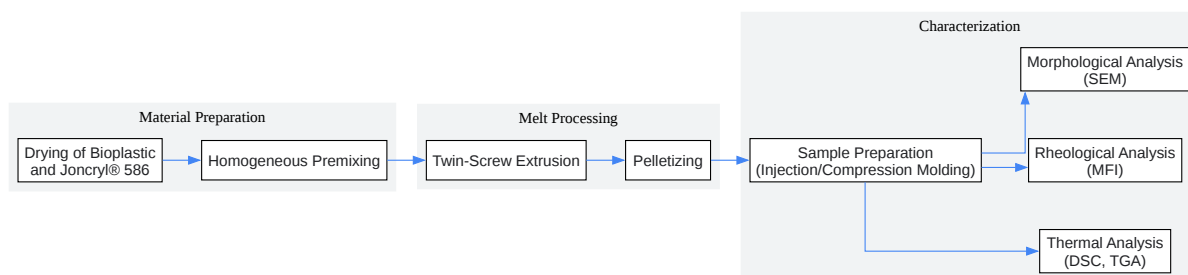 Material Preparation
Drying of Bioplastic
and Joncryl® 586
Homogeneous Premixing
Melt Processing
Twin-Screw Extrusion
Pelletizing
Characterization
Sample Preparation
(Injection/Compression Molding)
Morphological Analysis
(SEM)
Rheological Analysis
(MFI)
Thermal Analysis
(DSC, TGA)